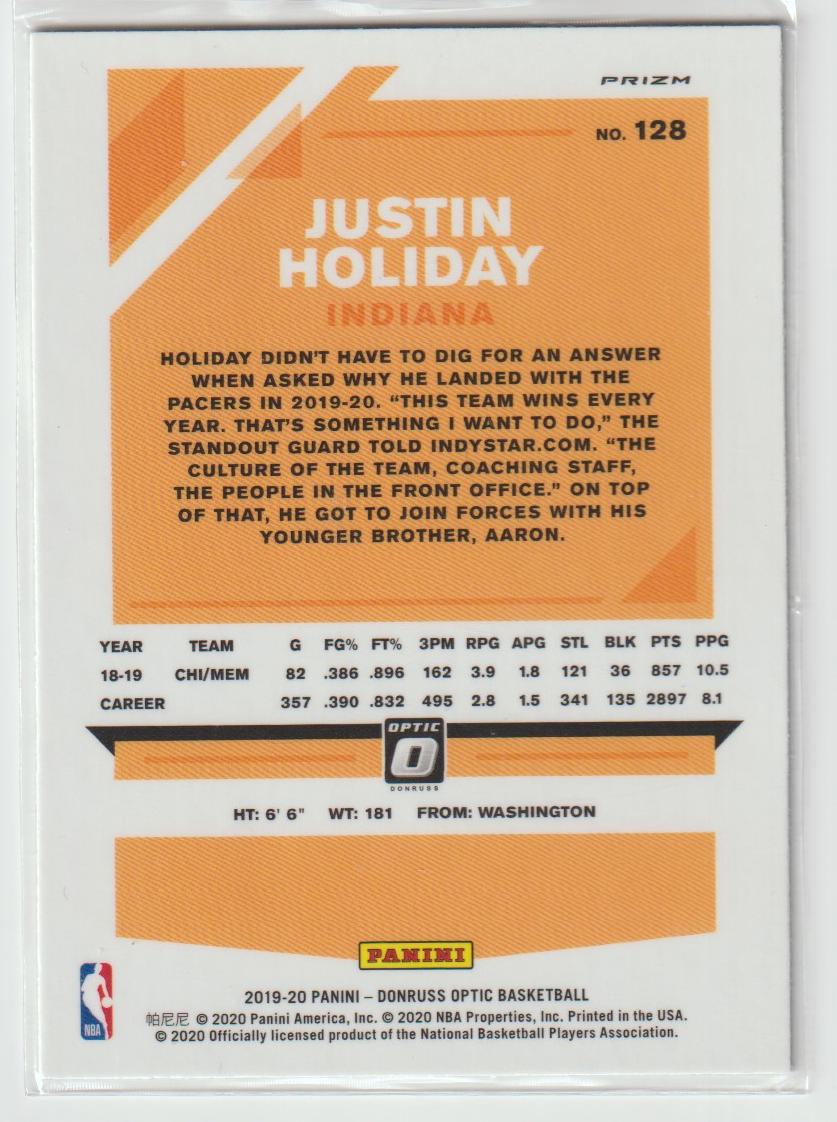 PRIZM
NO. 128
JUSTIN
HOLIDAY
INDIANA
HOLIDAY DIDN'T HAVE TO DIG FOR AN ANSWER
WHEN ASKED WHY HE LANDED WITH THE
PACERS IN 2019-20. “THIS TEAM WINS EVERY
YEAR. THAT'S SOMETHING I WANT TO DO,” THE
STANDOUT GUARD TOLD INDYSTAR.COM. “THE
CULTURE OF THE TEAM, COACHING STAFF,
THE PEOPLE IN THE FRONT OFFICE.” ON TOP
OF THAT, HE GOT TO JOIN FORCES WITH HIS
YOUNGER BROTHER, AARON.
YEAR TEAM G FG% FT% 3PM RPG APG STL BLK PTS PPG
18-19 CHI/MEM 82 .386 .896 162 3.9 1.8 121 36 857 10.5
CAREER 357 .390 .832 495 2.8 1.5 341 135 2897 8.1
OPTIC
O
DONRUSS
HT: 6' 6" WT: 181 FROM: WASHINGTON
PANINI
NBA
2019-20 PANINI – DONRUSS OPTIC BASKETBALL
帕尼尼 © 2020 Panini America, Inc. © 2020 NBA Properties, Inc. Printed in the USA.
© 2020 Officially licensed product of the National Basketball Players Association.